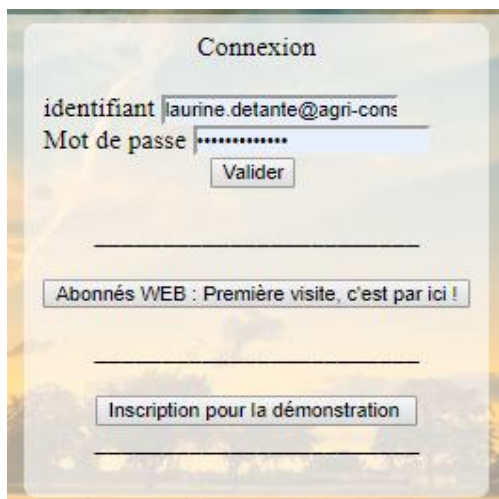 Connexion
identifiant laurine.detante@agri-cons
Mot de passe •••••••••••••
Valider
Abonnés WEB : Première visite, c'est par ici !
Inscription pour la démonstration